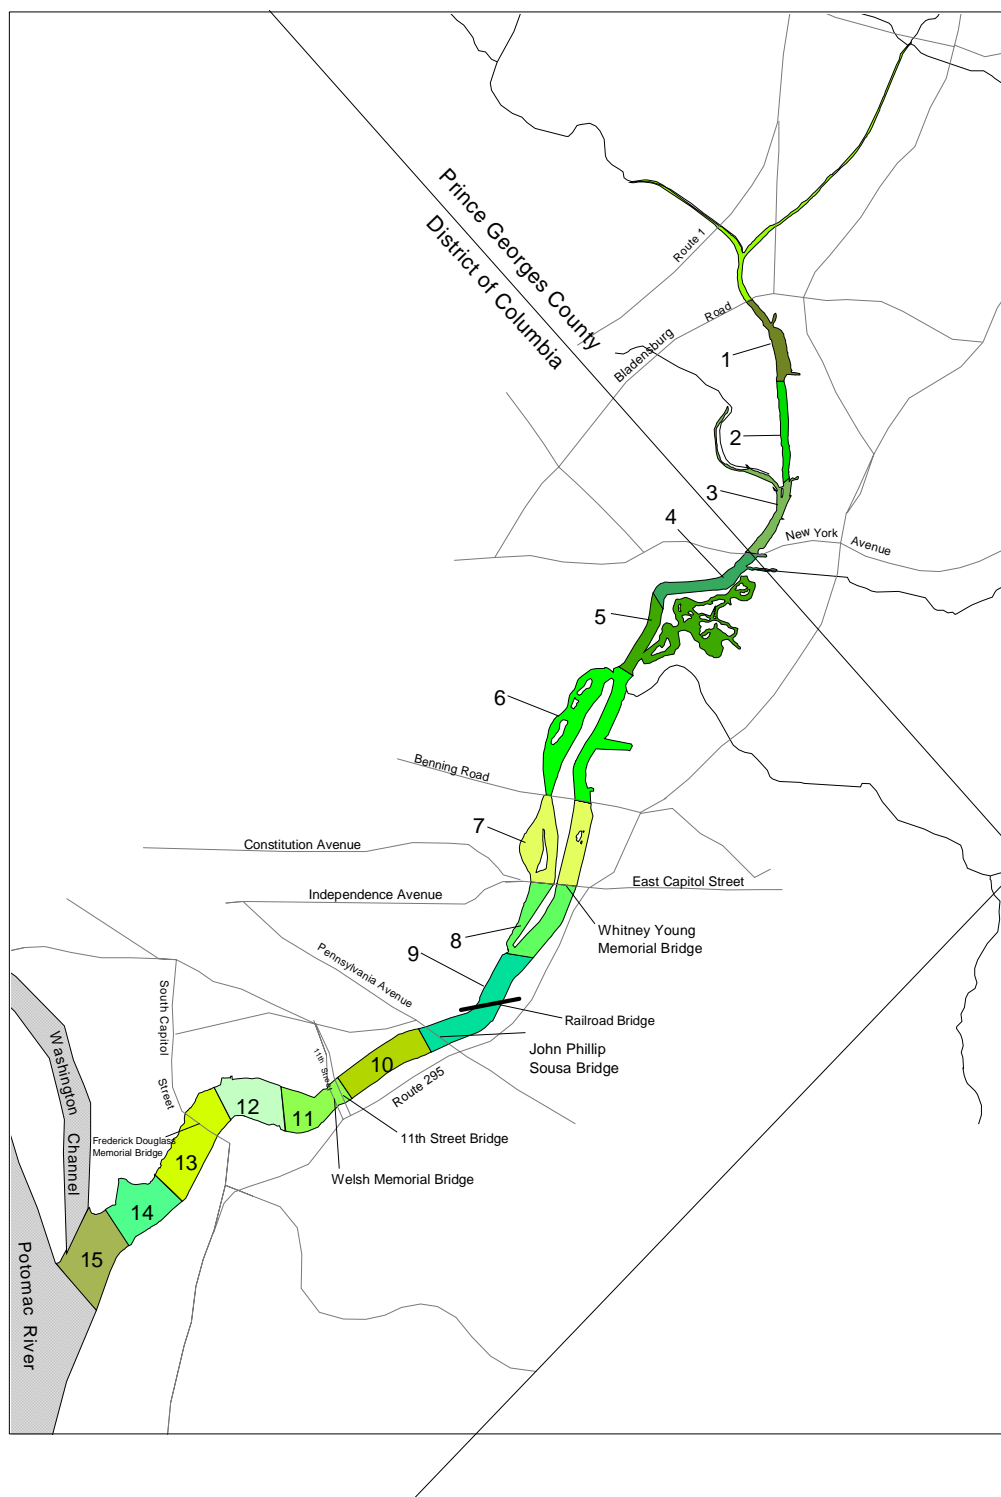 Prince Georges County
District of Columbia
Route 1
Bladensburg Road
1
2
3
4
New York Avenue
5
6
Benning Road
7
Constitution Avenue
East Capitol Street
Independence Avenue
Whitney Young
Memorial Bridge
8
9
Pennsylvania Avenue
South Capitol Street
Railroad Bridge
John Phillip
Sousa Bridge
11th Street
10
Route 295
Washington Channel
12
11
11th Street Bridge
Frederick Douglass
Memorial Bridge
13
Welsh Memorial Bridge
14
15
Potomac River